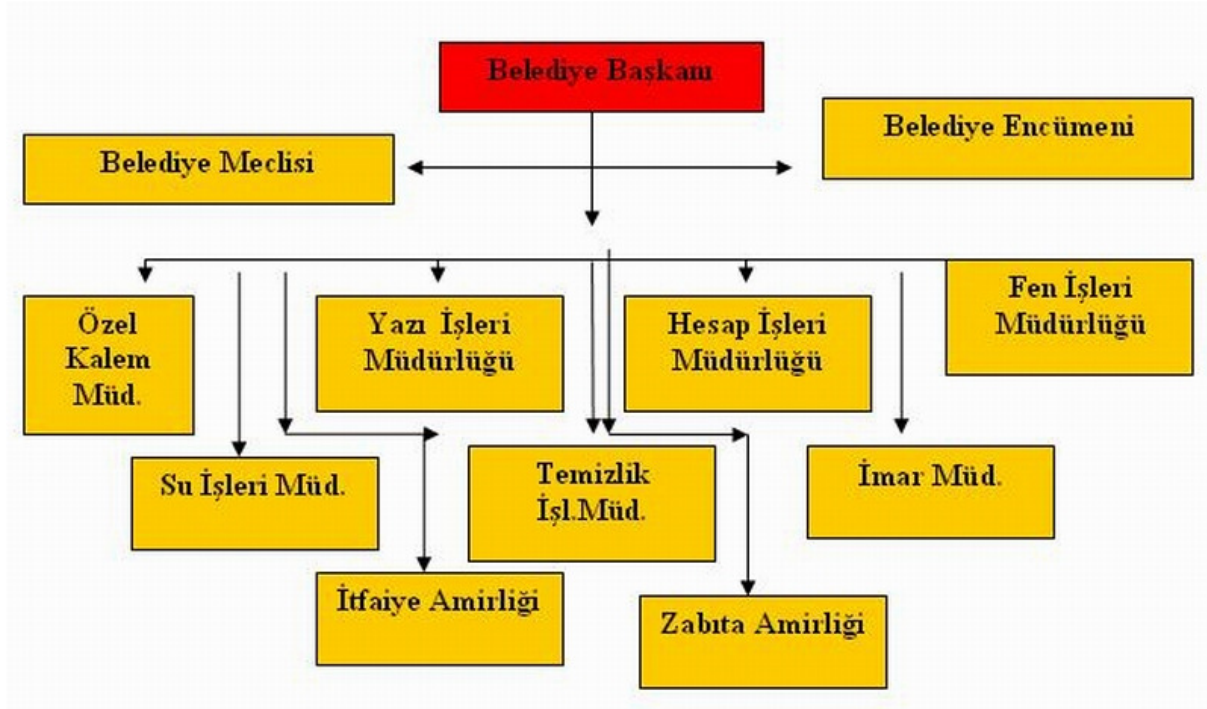 Belediye Başkanı
Belediye Encümeni
Belediye Meclisi
Özel
Kalem
Müd.
Yazı İşleri
Müdürlüğü
Hesap İşleri
Müdürlüğü
Fen İşleri
Müdürlüğü
Su İşleri Müd.
Temizlik
İşl.Müd.
İmar Müd.
İtfaiye Amirliği
Zabıta Amirliği